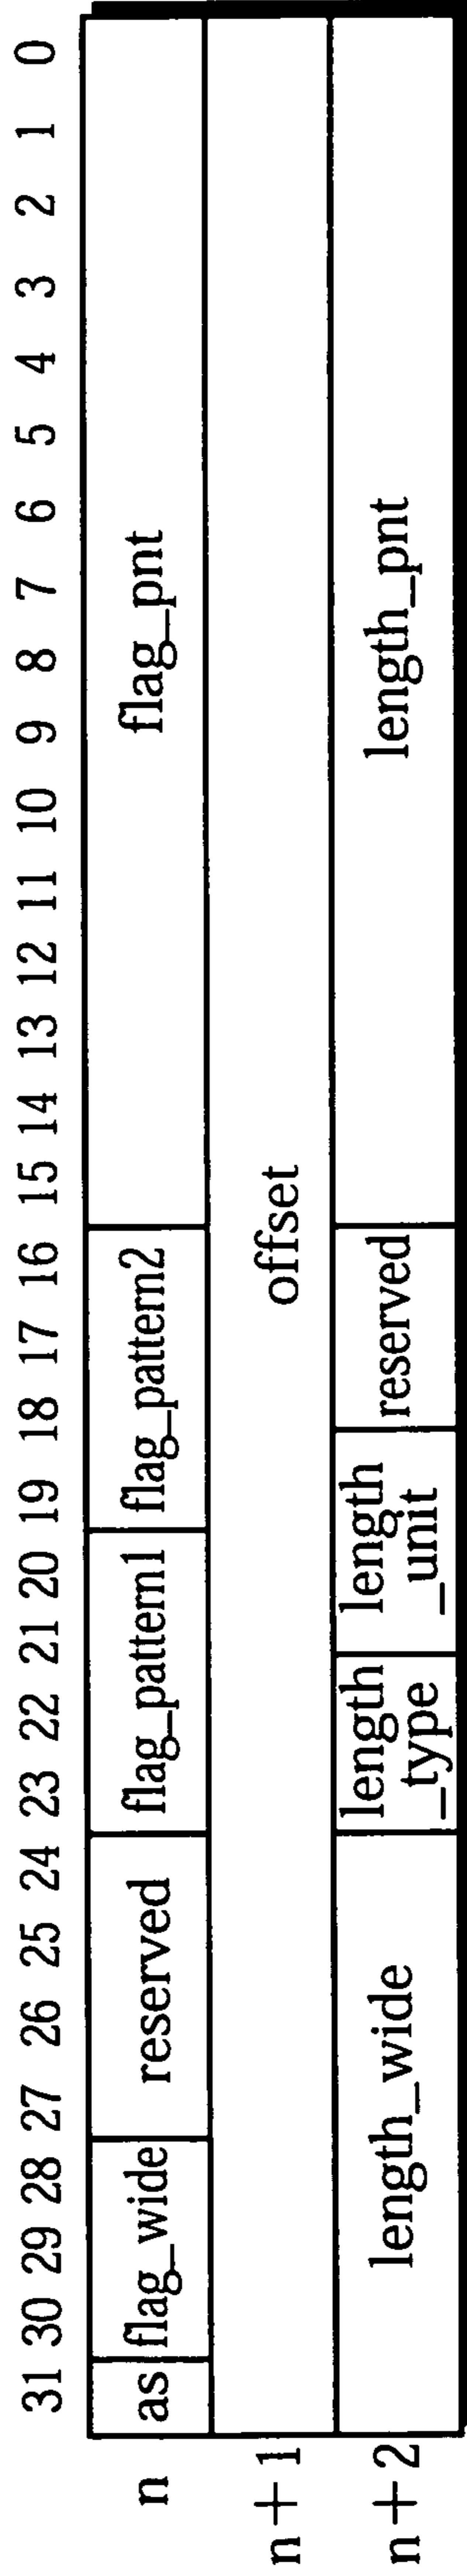 31 30 29 28 27 26 25 24 23 22 21 20 19 18 17 16 15 14 13 12 11 10 9 8 7 6 5 4 3 2 1 0
n as flag_wide reserved flag_pattern1 flag_pattern2 flag_pnt
n+1 offset
n+2 length_wide length
_type length
_unit reserved length_pnt